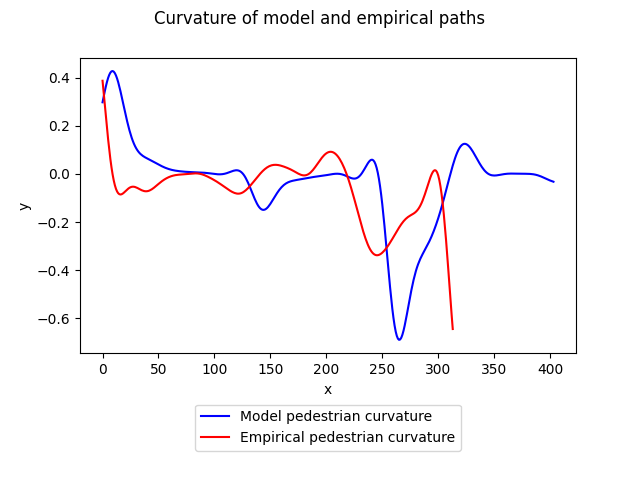 Curvature of model and empirical paths
0.4
0.2
0.0
−0.2
−0.4
−0.6
y
0 50 100 150 200 250 300 350 400
x
Model pedestrian curvature
Empirical pedestrian curvature